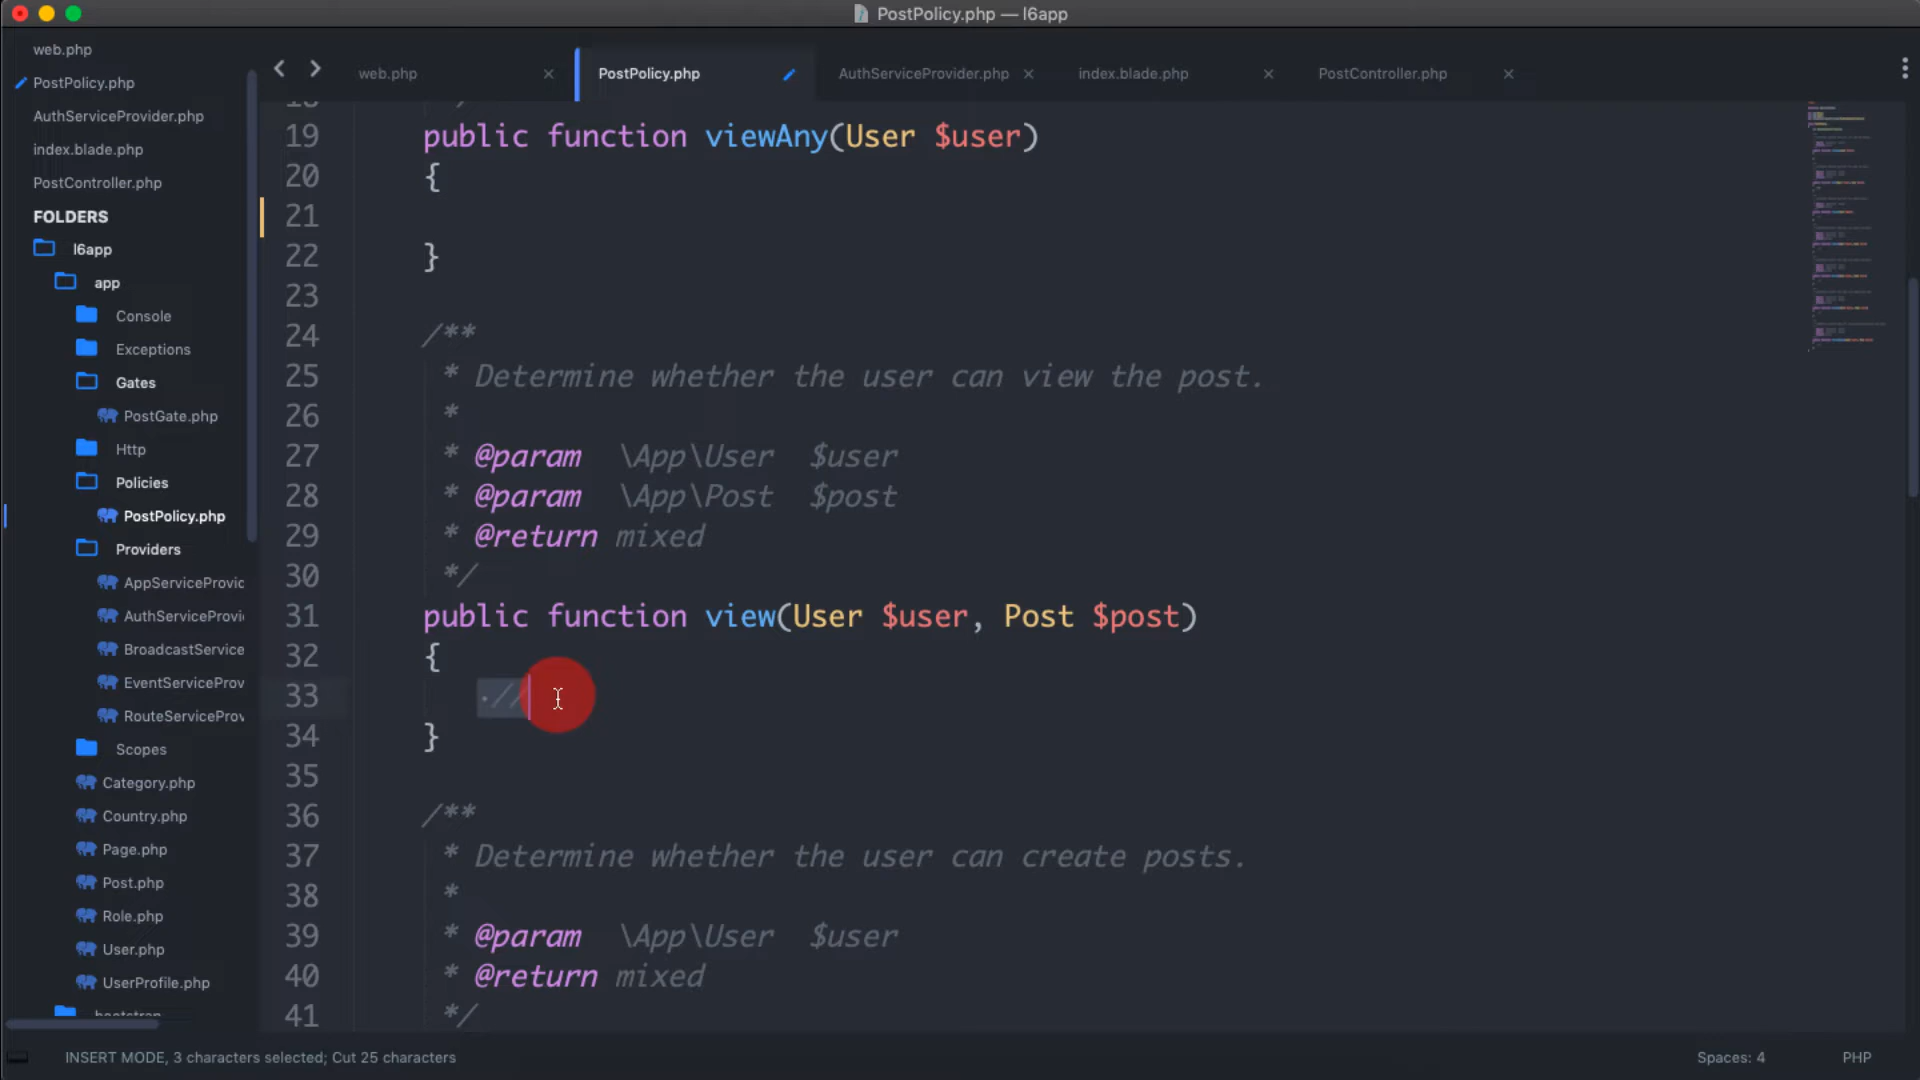 PostPolicy.php — l6app
web.php
PostPolicy.php
AuthServiceProvider.php
index.blade.php
PostController.php
FOLDERS
l6app
app
Console
Exceptions
Gates
PostGate.php
Http
Policies
PostPolicy.php
Providers
AppServiceProvic
AuthServiceProvi
BroadcastService
EventServiceProv
RouteServiceProv
Scopes
Category.php
Country.php
Page.php
Post.php
Role.php
User.php
UserProfile.php
bootstrap
web.php
PostPolicy.php
AuthServiceProvider.php
index.blade.php
PostController.php
19 public function viewAny(User $user)
20 {
21
22 }
23
24 /**
25 * Determine whether the user can view the post.
26 *
27 * @param \App\User $user
28 * @param \App\Post $post
29 * @return mixed
30 */
31 public function view(User $user, Post $post)
32 {
33 ·//
34 }
35
36 /**
37 * Determine whether the user can create posts.
38 *
39 * @param \App\User $user
40 * @return mixed
41 */
INSERT MODE, 3 characters selected; Cut 25 characters
Spaces: 4
PHP